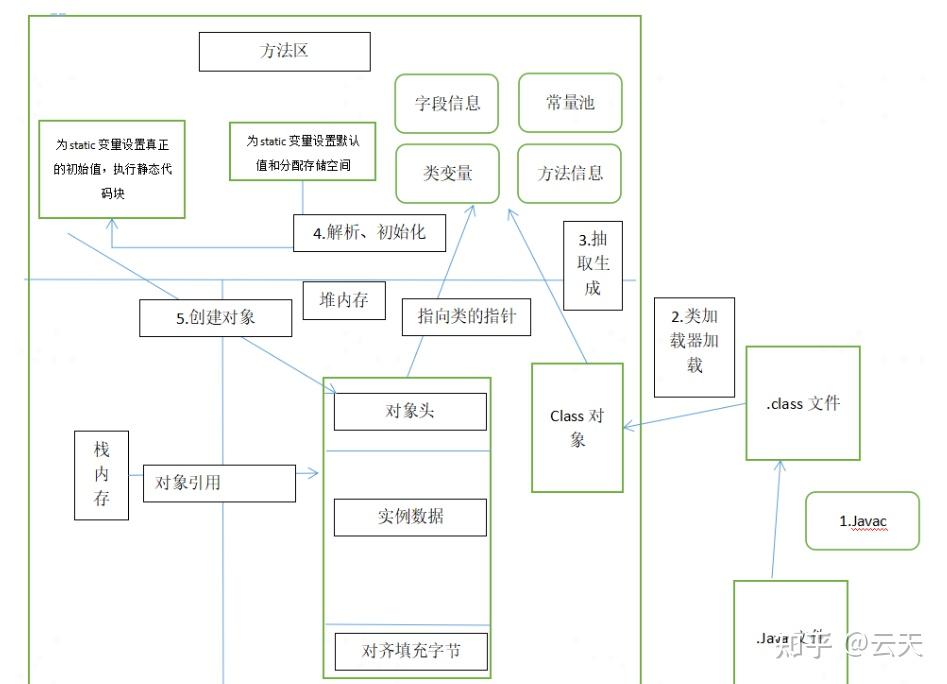 方法区
字段信息
常量池
为static变量设置真正
的初始值，执行静态代
码块
为static变量设置默认
值和分配存储空间
类变量
方法信息
4.解析、初始化
3.抽
取生
成
堆内存
5.创建对象
指向类的指针
2.类加
载器加
载
对象头
Class 对
象
.class 文件
栈
内
存
对象引用
实例数据
1.Javac
对齐填充字节
.Java文件
知乎 @云天